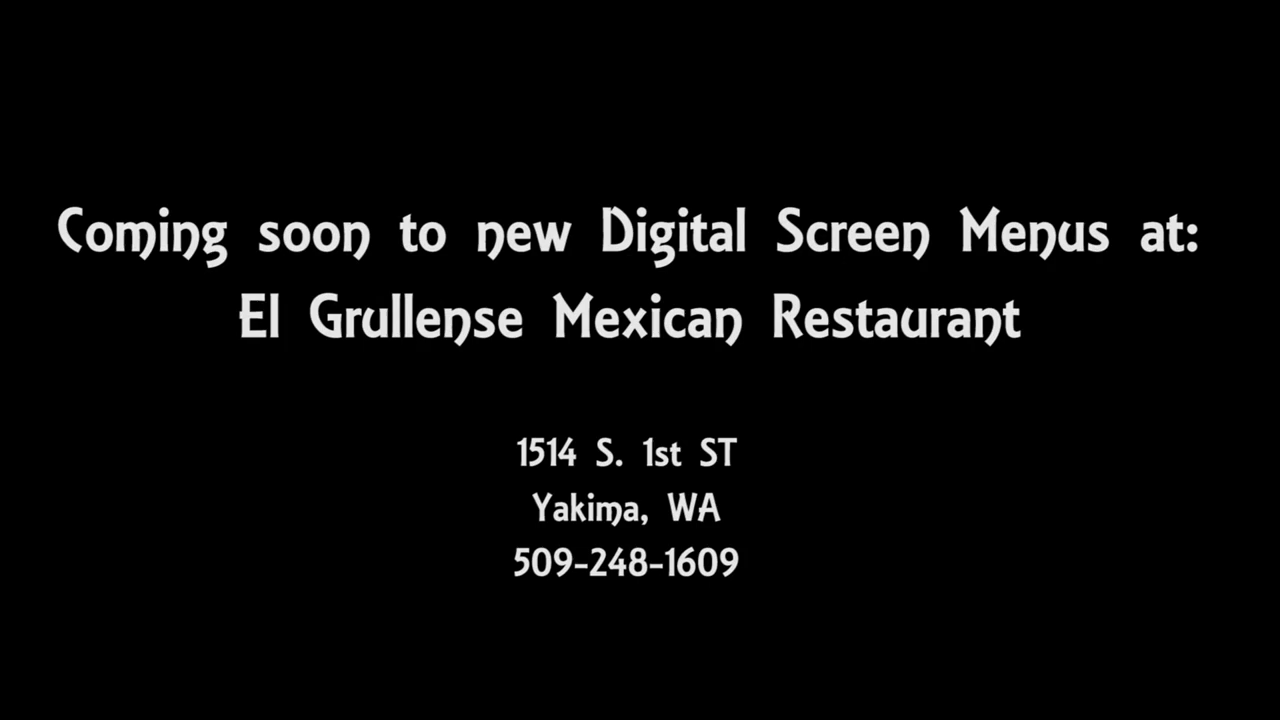 Coming soon to new Digital Screen Menus at:
El Grullense Mexican Restaurant
1514 S. 1st ST
Yakima, WA
509-248-1609